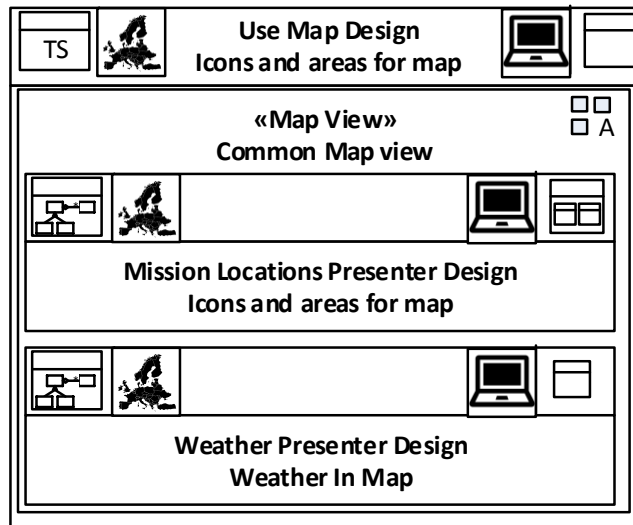 TS
Use Map Design
Icons and areas for map
«Map View»
Common Map view
A
Mission Locations Presenter Design
Icons and areas for map
Weather Presenter Design
Weather In Map